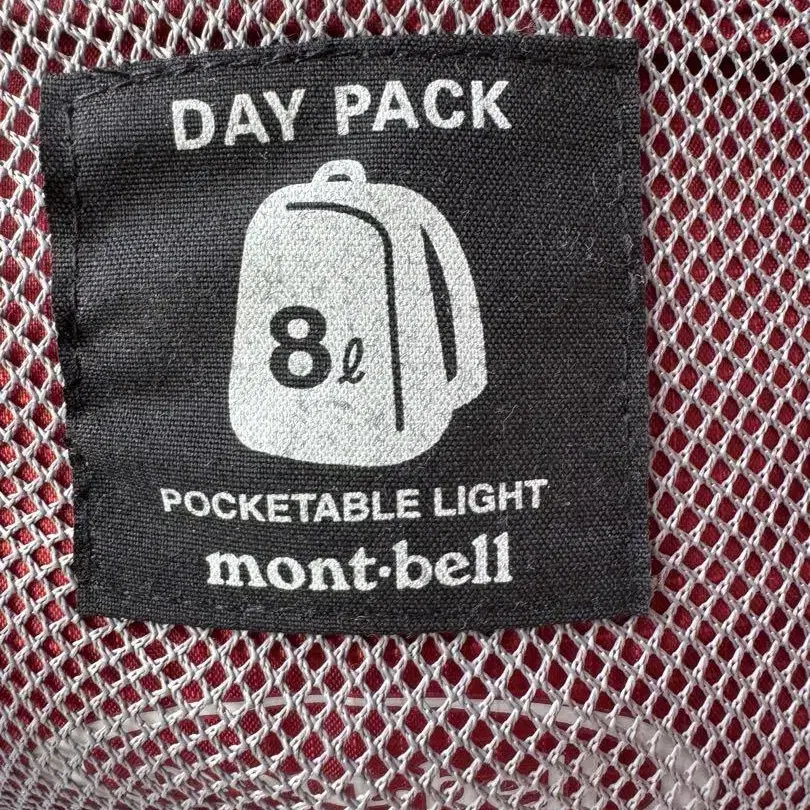 DAY PACK
8ℓ
POCKETABLE LIGHT
mont·bell